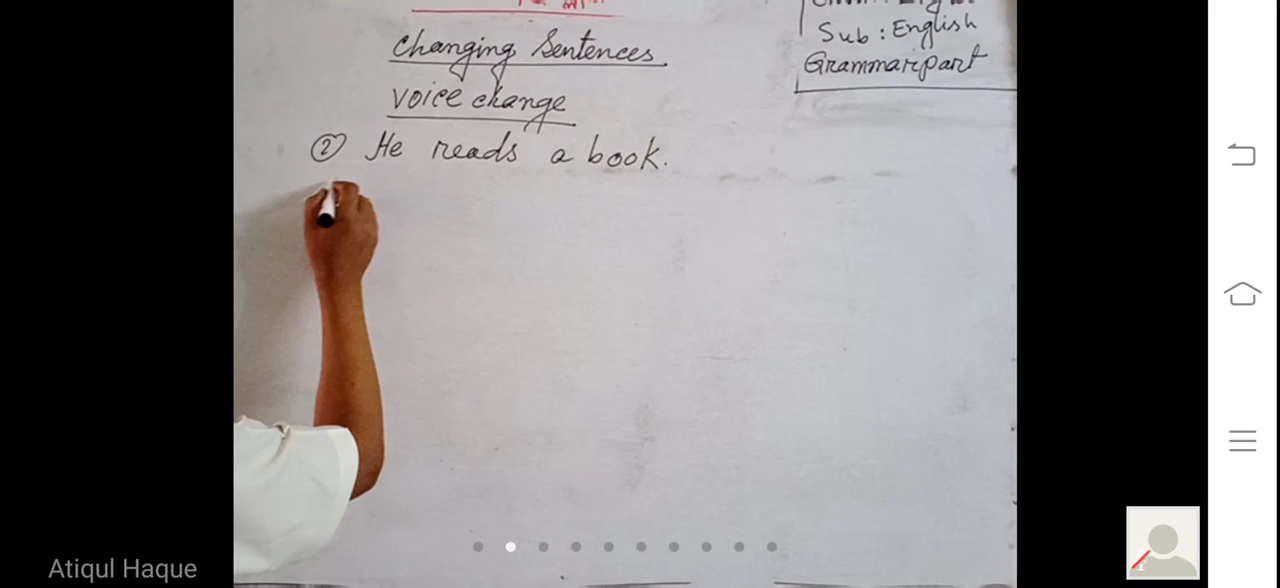 Changing Sentences.
Voice change
② He reads a book.
Sub : English
Grammar part
Atiqul Haque